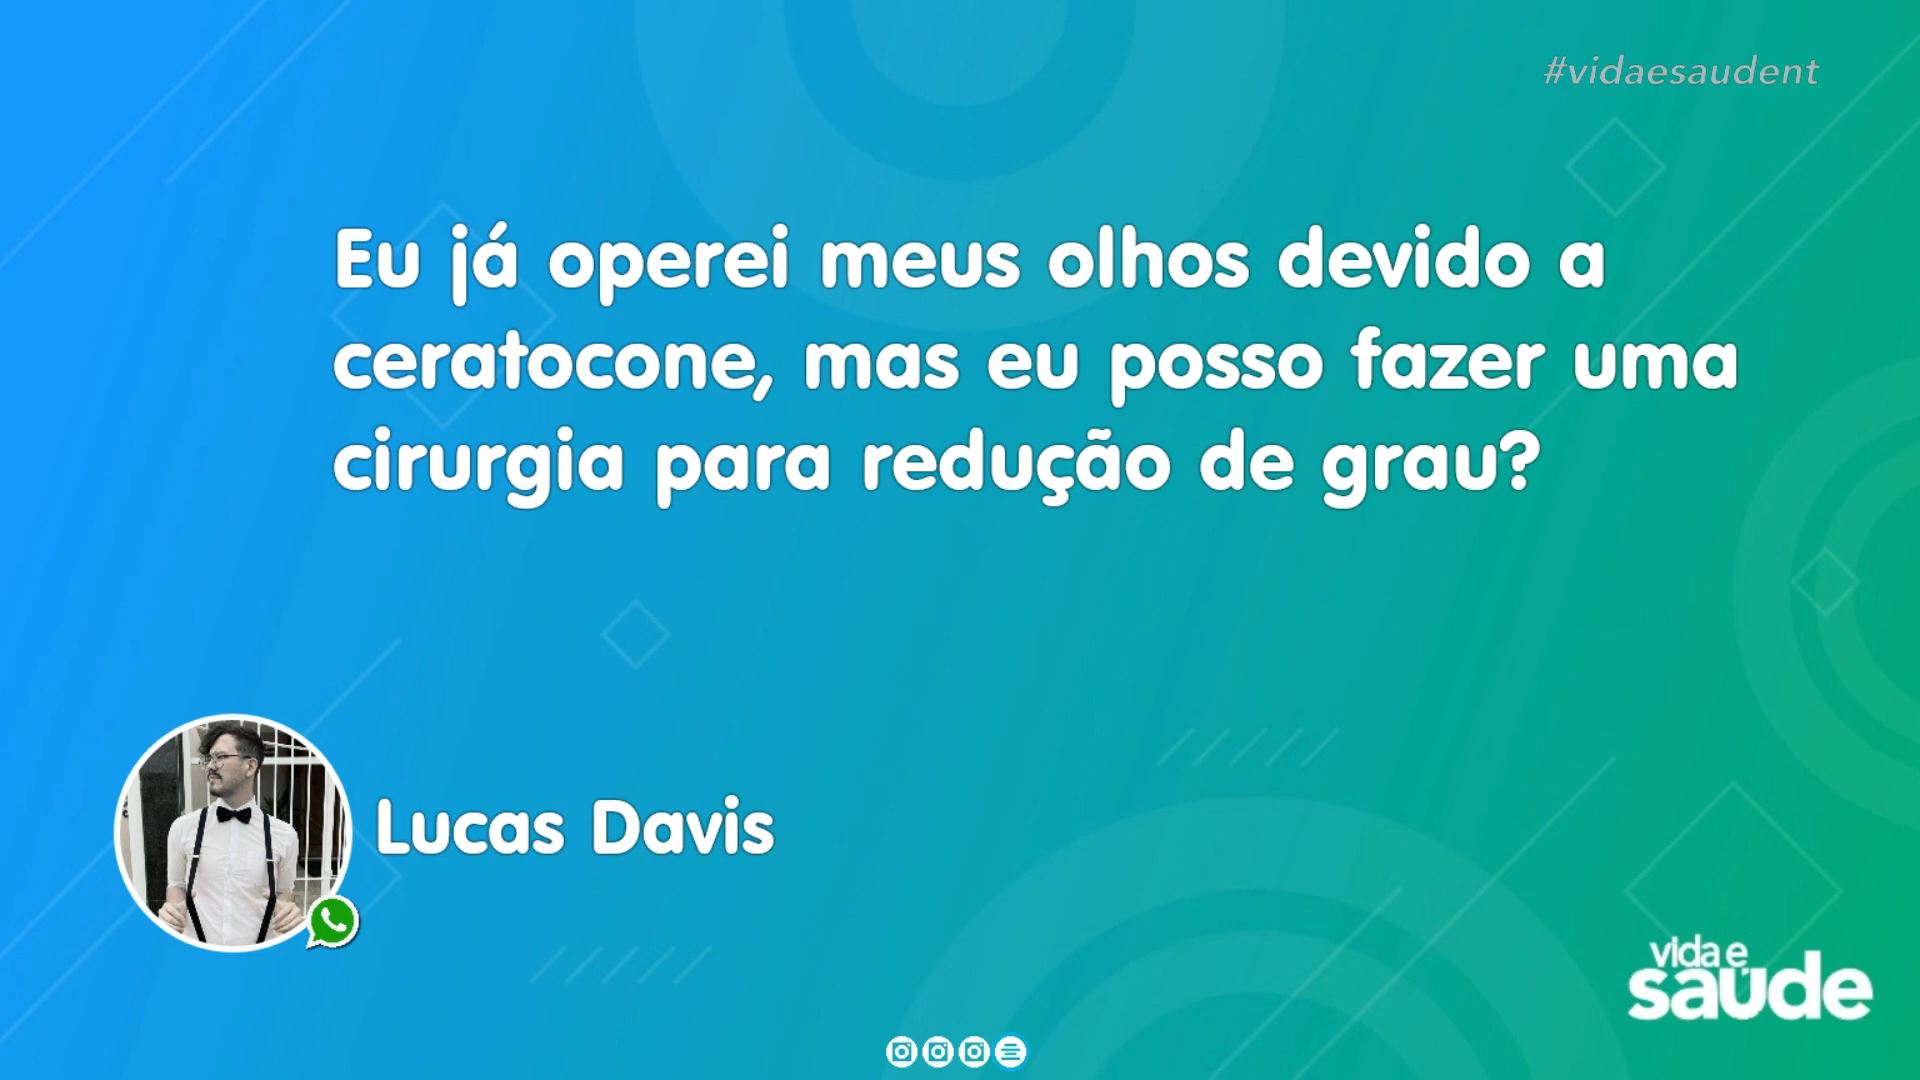 #vidaesaudent
Eu já operei meus olhos devido a
ceratocone, mas eu posso fazer uma
cirurgia para redução de grau?
Lucas Davis
vida e
saúde